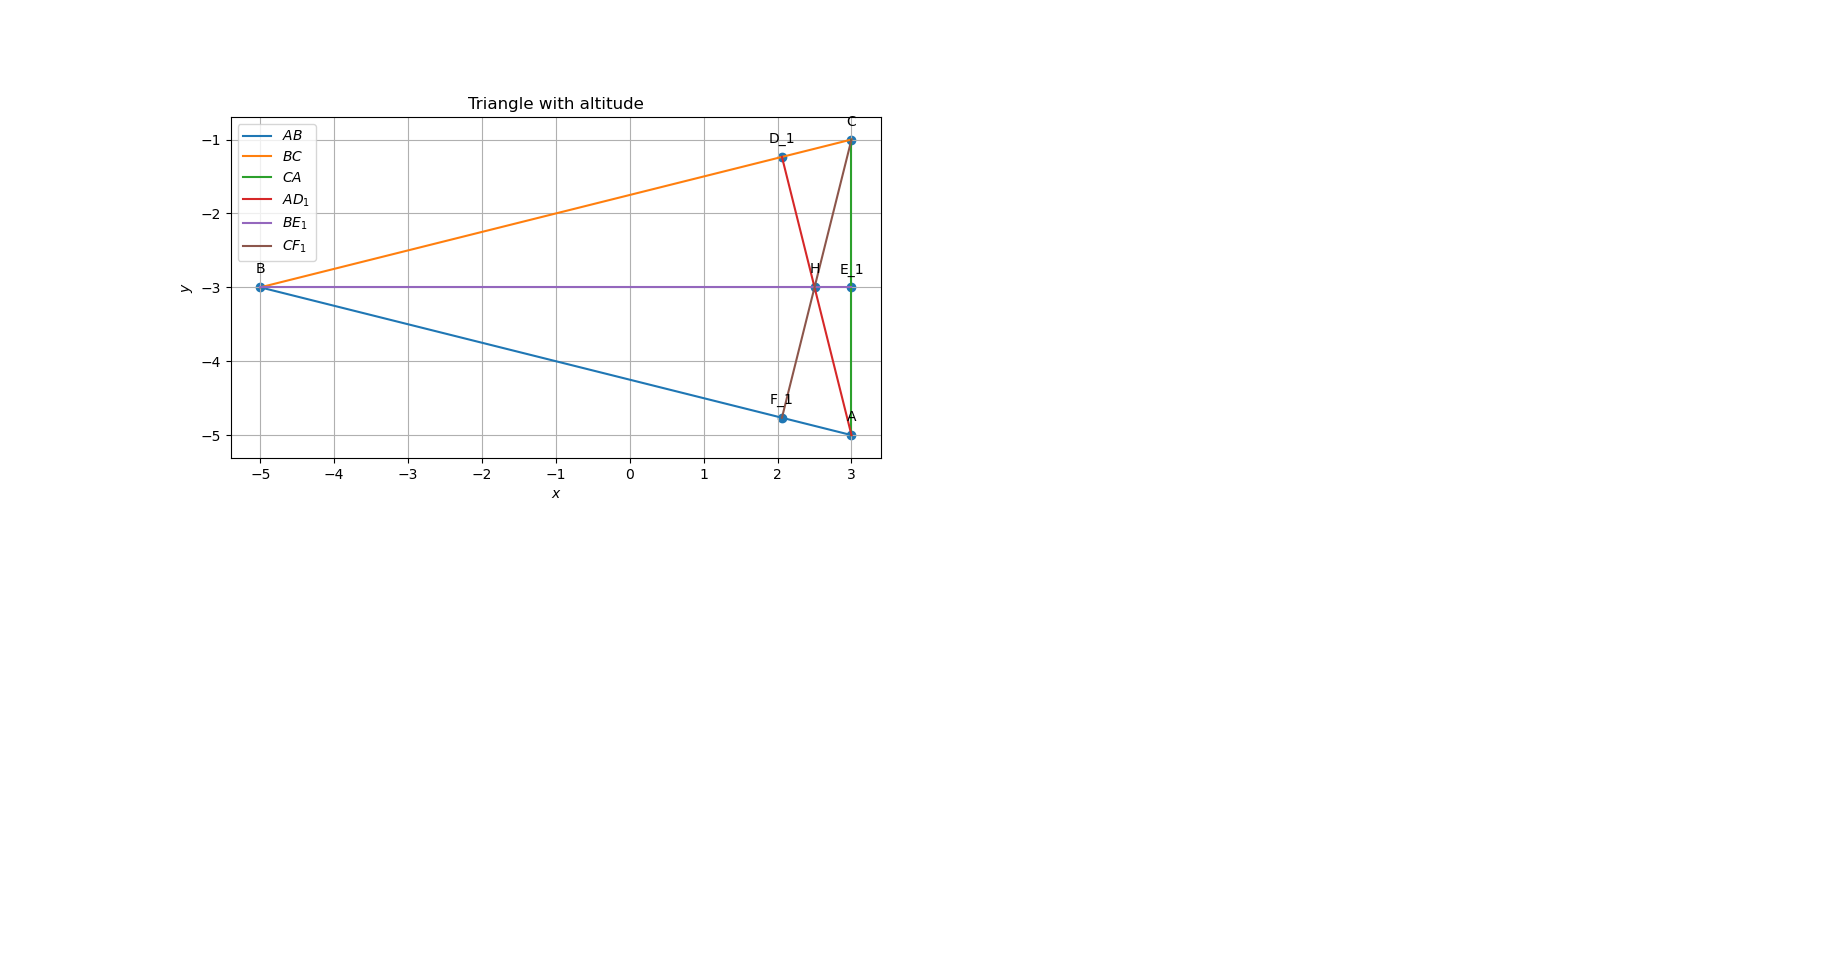 Triangle with altitude
AB
BC
CA
AD₁
BE₁
CF₁
C
D_1
B
H
E_1
F_1
A
−1
−2
−3
−4
−5
y
−5 −4 −3 −2 −1 0 1 2 3
x